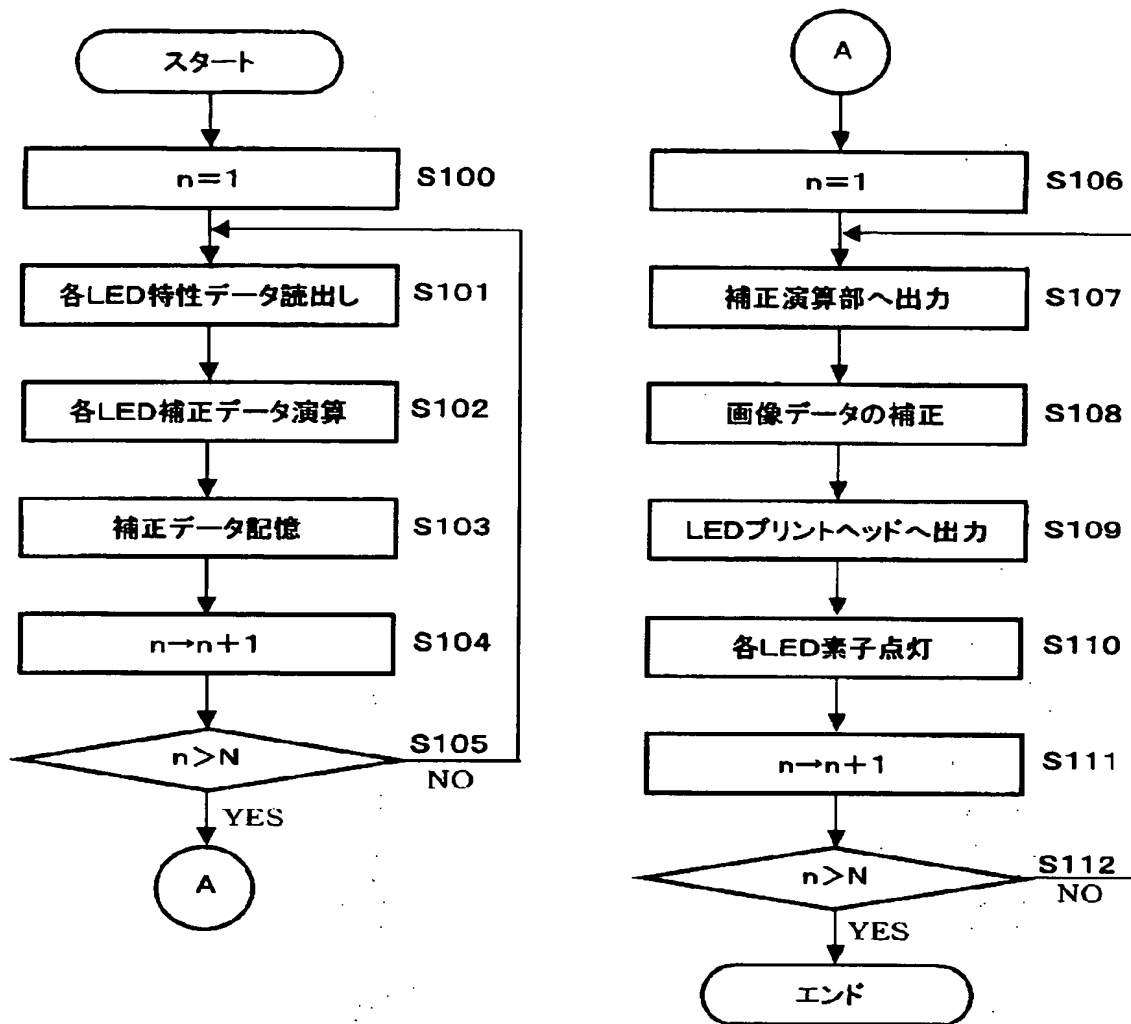 スタート
n=1 S100
各LED特性データ読出し S101
各LED補正データ演算 S102
補正データ記憶 S103
n→n+1 S104
n>N S105
NO
YES
A
A
n=1 S106
補正演算部へ出力 S107
画像データの補正 S108
LEDプリントヘッドへ出力 S109
各LED素子点灯 S110
n→n+1 S111
n>N S112
NO
YES
エンド